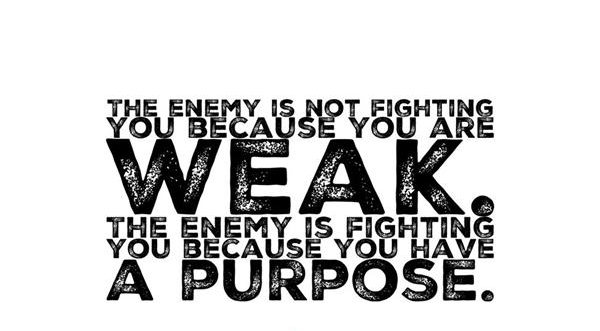 THE ENEMY IS NOT FIGHTING
YOU BECAUSE YOU ARE
WEAK.
THE ENEMY IS FIGHTING
YOU BECAUSE YOU HAVE
A PURPOSE.